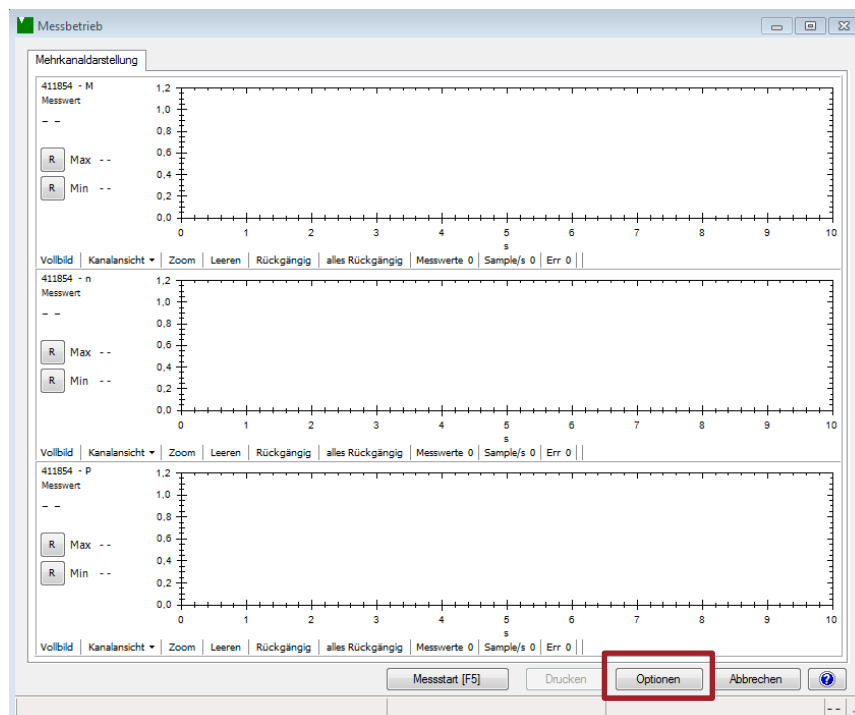 Messbetrieb
Mehrkanaldarstellung
411854 - M
Messwert
- -
R Max - -
R Min - -
1,2
1,0
0,8
0,6
0,4
0,2
0,0
0 1 2 3 4 5 6 7 8 9 10
s
Vollbild Kanalansicht Zoom Leeren Rückgängig alles Rückgängig Messwerte 0 Sample/s 0 Err 0
411854 - n
Messwert
- -
R Max - -
R Min - -
1,2
1,0
0,8
0,6
0,4
0,2
0,0
0 1 2 3 4 5 6 7 8 9 10
s
Vollbild Kanalansicht Zoom Leeren Rückgängig alles Rückgängig Messwerte 0 Sample/s 0 Err 0
411854 - P
Messwert
- -
R Max - -
R Min - -
1,2
1,0
0,8
0,6
0,4
0,2
0,0
0 1 2 3 4 5 6 7 8 9 10
s
Vollbild Kanalansicht Zoom Leeren Rückgängig alles Rückgängig Messwerte 0 Sample/s 0 Err 0
Messstart [F5] Drucken Optionen Abbrechen ?
- -